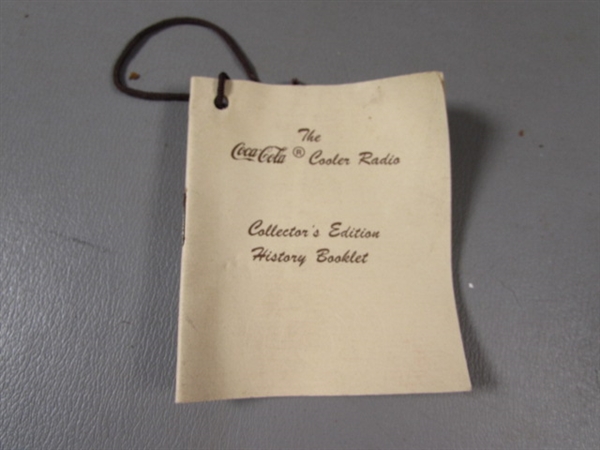 The
Coca-Cola ® Cooler Radio
Collector's Edition
History Booklet